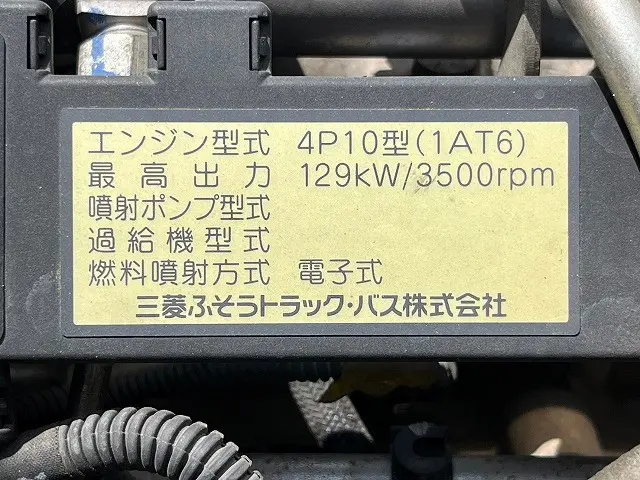 エンジン型式 4P10型(1AT6)
最高出力 129kW/3500rpm
噴射ポンプ型式
過給機型式
燃料噴射方式 電子式
三菱ふそうトラック・バス株式会社